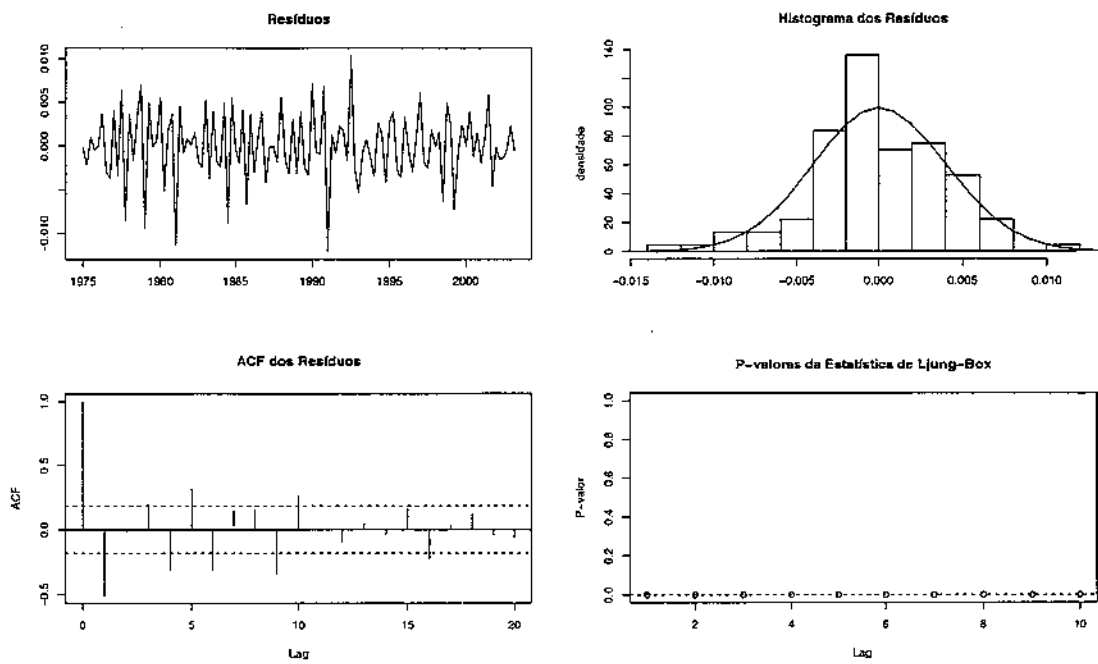 Resíduos
0.010
0.005
0.000
-0.010
1975 1980 1985 1990 1995 2000
Histograma dos Resíduos
densidade
140
100
80
60
40
20
0
-0.015 -0.010 -0.005 0.000 0.005 0.010
ACF dos Resíduos
ACF
1.0
0.5
0.0
-0.5
0 5 10 15 20
Lag
P-valores da Estatística de Ljung-Box
P-valor
1.0
0.8
0.6
0.4
0.2
0.0
2 4 6 8 10
Lag